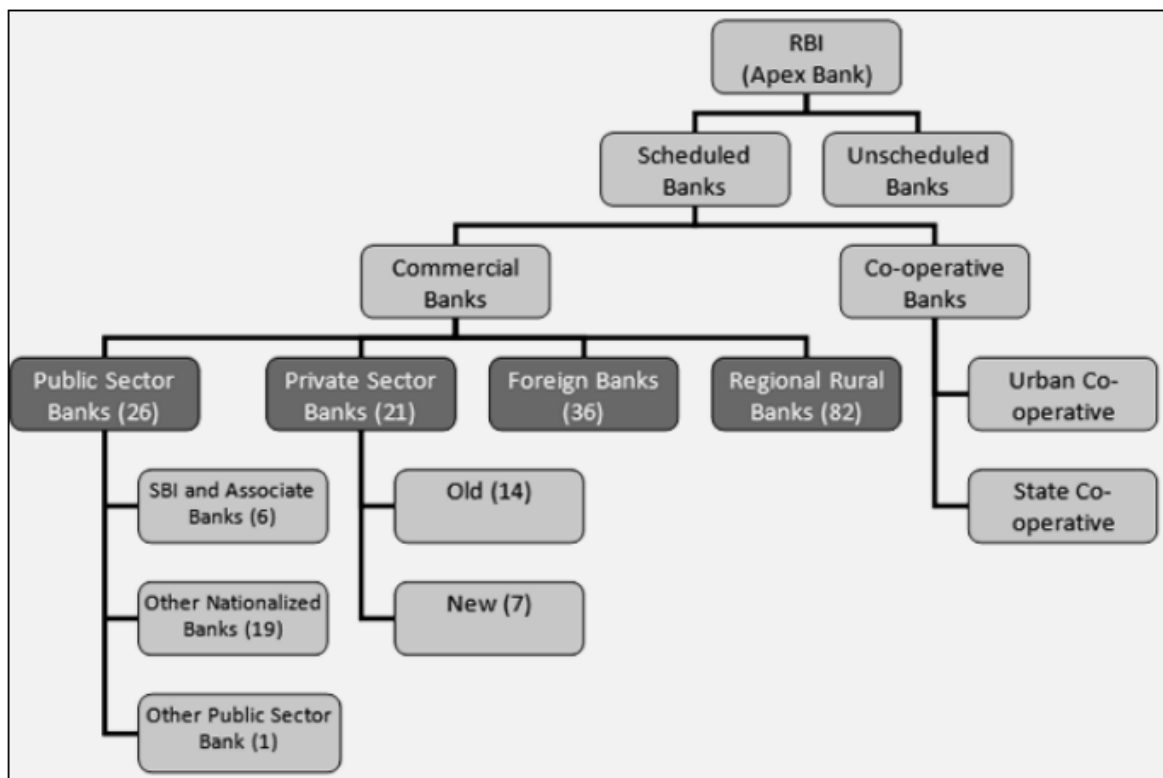 RBI
(Apex Bank)
Scheduled
Banks
Unscheduled
Banks
Commercial
Banks
Co-operative
Banks
Public Sector
Banks (26)
Private Sector
Banks (21)
Foreign Banks
(36)
Regional Rural
Banks (82)
Urban Co-
operative
SBI and Associate
Banks (6)
Old (14)
State Co-
operative
Other Nationalized
Banks (19)
New (7)
Other Public Sector
Bank (1)